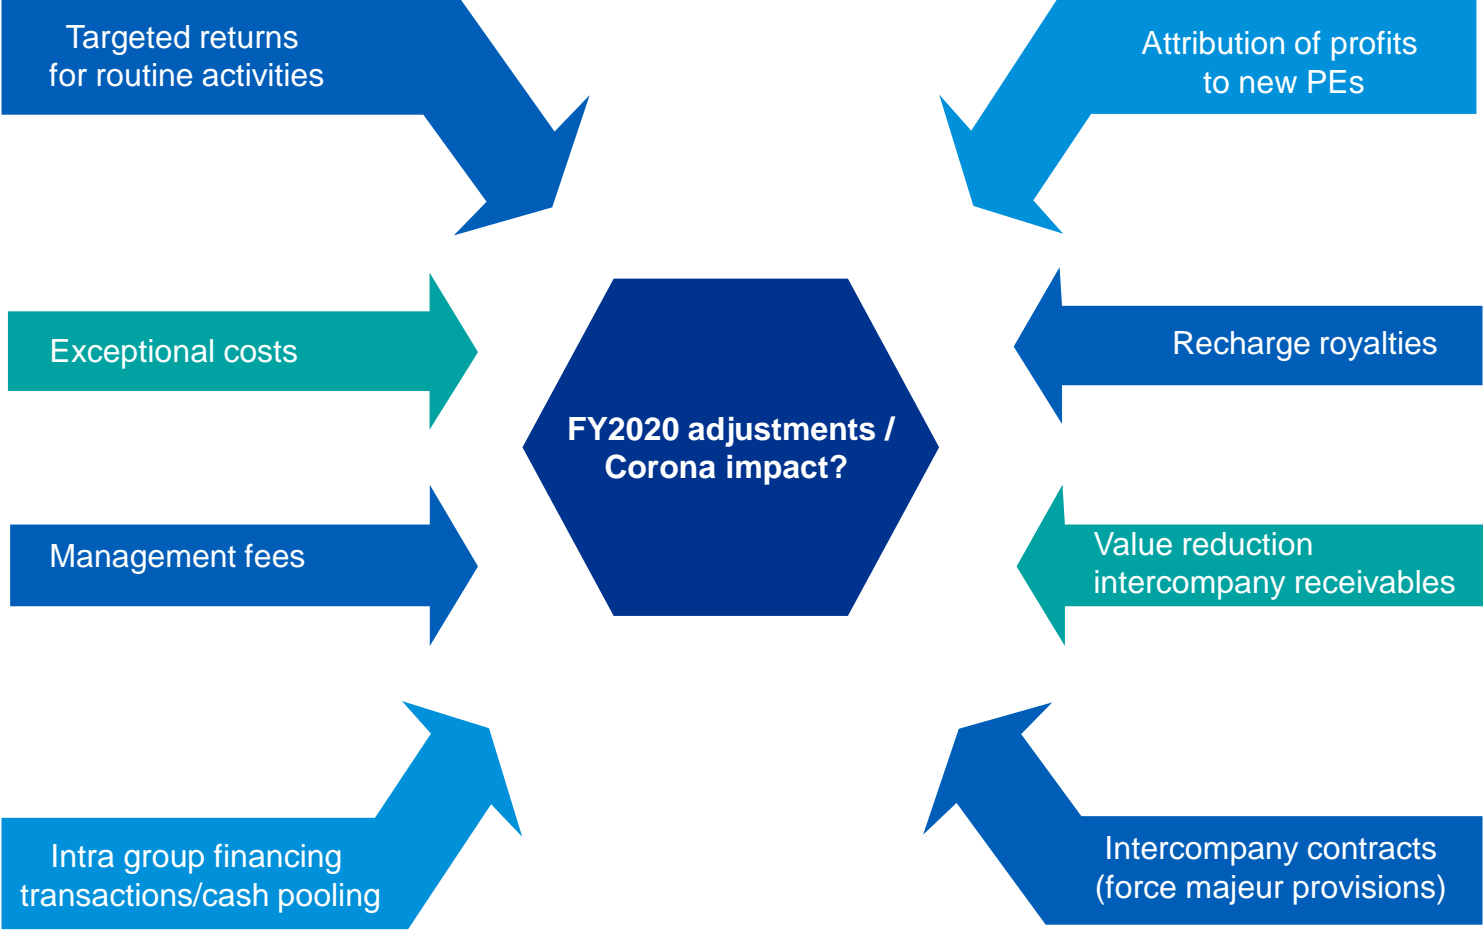 Targeted returns
for routine activities
Exceptional costs
Management fees
Intra group financing
transactions/cash pooling
FY2020 adjustments /
Corona impact?
Attribution of profits
to new PEs
Recharge royalties
Value reduction
intercompany receivables
Intercompany contracts
(force majeur provisions)